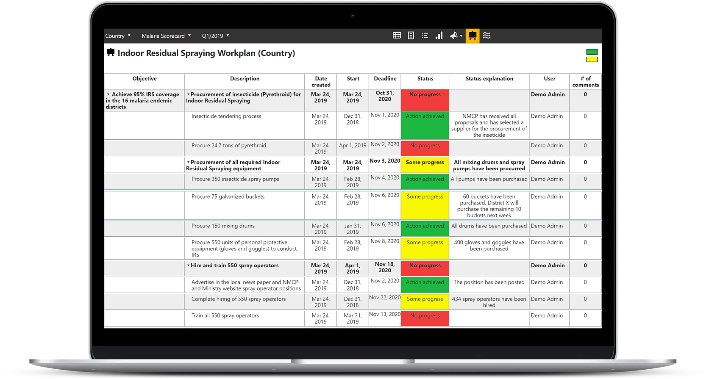 Country Malaria Scorecard Q1/2019
Indoor Residual Spraying Workplan (Country)
Objective Description Date created Start Deadline Status Status explanation User # of comments
Achieve 95% IRS coverage in the 16 malaria endemic districts Procurement of insecticide (Pyrethroid) for Indoor Residual Spraying Mar 24, 2019 Mar 24, 2019 Oct 31, 2020 No progress Demo Admin 0
Insecticide tendering process Mar 24, 2019 Dec 31, 2018 Nov 1, 2020 Action achieved NMCP has received all proposals and has selected a supplier for the procurement of the insecticide Demo Admin 0
Procure 24.7 tons of pyrethroid Mar 24, 2019 Apr 1, 2019 Nov 2, 2020 No progress Demo Admin 0
Procurement of all required Indoor Residual Spraying equipment Mar 24, 2019 Mar 24, 2019 Nov 3, 2020 Some progress All mixing drums and spray pumps have been procured Demo Admin 0
Procure 350 insecticide spray pumps Mar 24, 2019 Feb 28, 2019 Nov 4, 2020 Action achieved All pumps have been purchased Demo Admin 0
Procure 75 galvanized buckets Mar 24, 2019 Feb 28, 2019 Nov 6, 2020 Some progress 60 buckets have been purchased. District X will purchase the remaining 10 buckets next week Demo Admin 0
Procure 150 mixing drums Mar 24, 2019 Jan 31, 2019 Nov 6, 2020 Action achieved All drums have been purchased Demo Admin 0
Procure 550 units of personal protective equipment (gloves and goggles) to conduct IRS Mar 24, 2019 Feb 28, 2019 Nov 6, 2020 Some progress 400 gloves and goggles have been purchased Demo Admin 0
Hire and train 550 spray operators Mar 24, 2019 Apr 1, 2019 Nov 18, 2020 No progress Demo Admin 0
Advertise in the local news paper and NMCP and Ministry website spray operator positions Mar 24, 2019 Dec 31, 2018 Nov 2, 2020 Action achieved The position has been posted Demo Admin 0
Complete hiring of 550 spray operators Mar 24, 2019 Dec 31, 2018 Nov 22, 2020 Some progress 434 spray operators have been hired Demo Admin 0
Train all 550 spray operators Mar 24, 2019 Mar 31, 2019 Nov 13, 2020 No progress Demo Admin 0